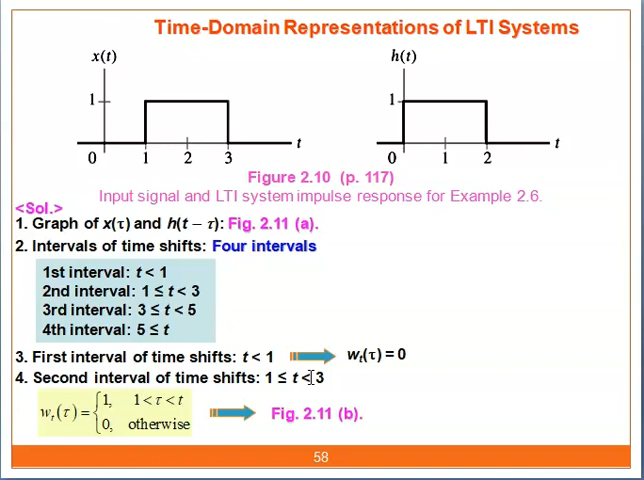 Time-Domain Representations of LTI Systems
x(t)
h(t)
1
1
t
t
0 1 2 3
0 1 2
Figure 2.10 (p. 117)
Input signal and LTI system impulse response for Example 2.6.
<Sol.>
1. Graph of x(τ) and h(t − τ): Fig. 2.11 (a).
2. Intervals of time shifts: Four intervals
1st interval: t < 1
2nd interval: 1 ≤ t < 3
3rd interval: 3 ≤ t < 5
4th interval: 5 ≤ t
3. First interval of time shifts: t < 1 wt(τ) = 0
4. Second interval of time shifts: 1 ≤ t < 3
wt(τ) = {1, 1 < τ < t
0, otherwise
Fig. 2.11 (b).
58